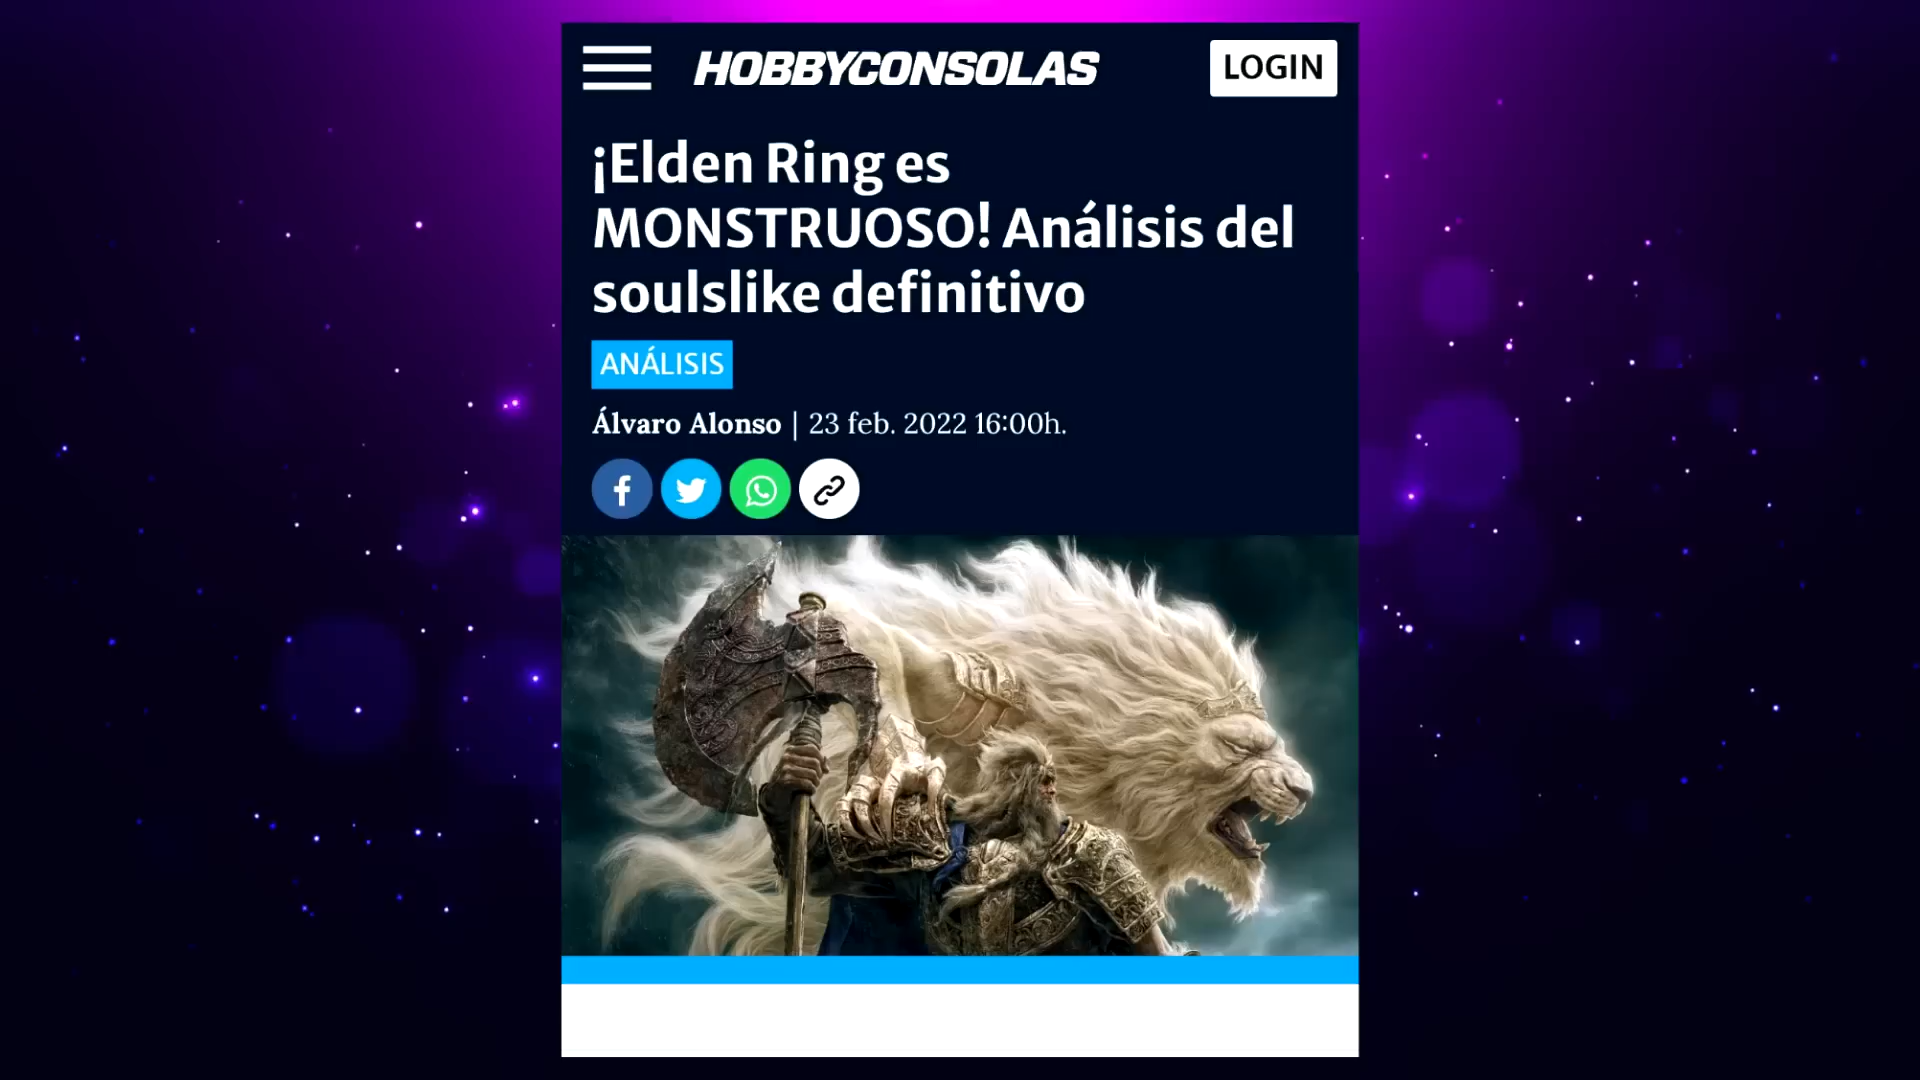 HOBBYCONSOLAS
LOGIN
¡Elden Ring es
MONSTRUOSO! Análisis del
soulslike definitivo
ANÁLISIS
Álvaro Alonso | 23 feb. 2022 16:00h.